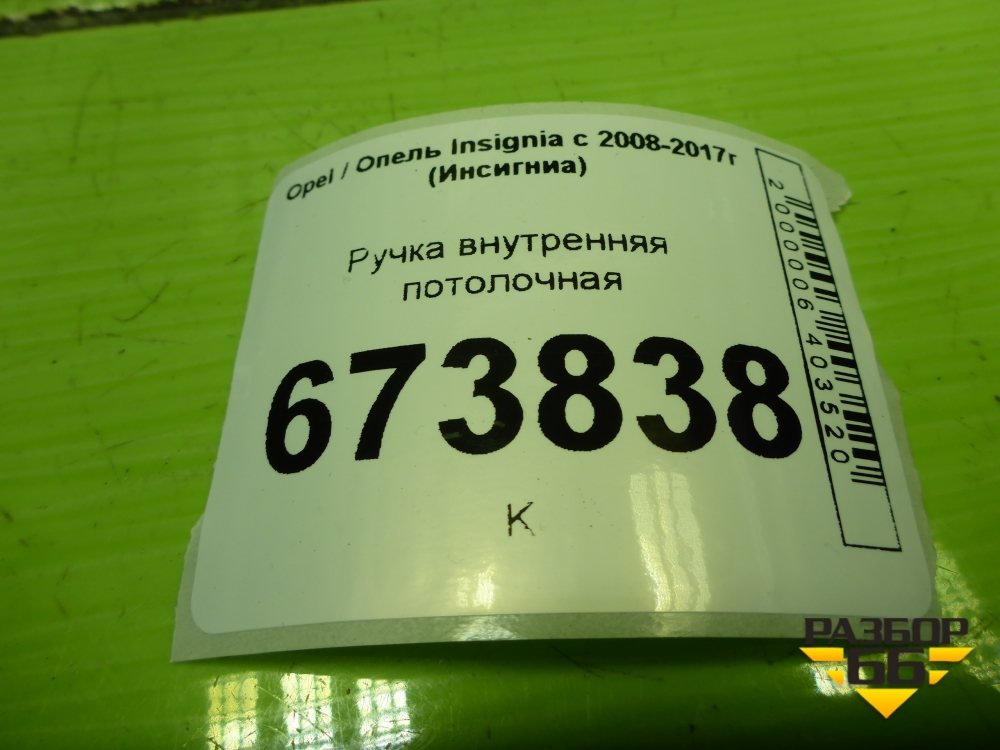 Opel / Опель Insignia с 2008-2017г
(Инсигниа)
Ручка внутренняя
потолочная
673838
К
2000006403520
РАЗБОР
66